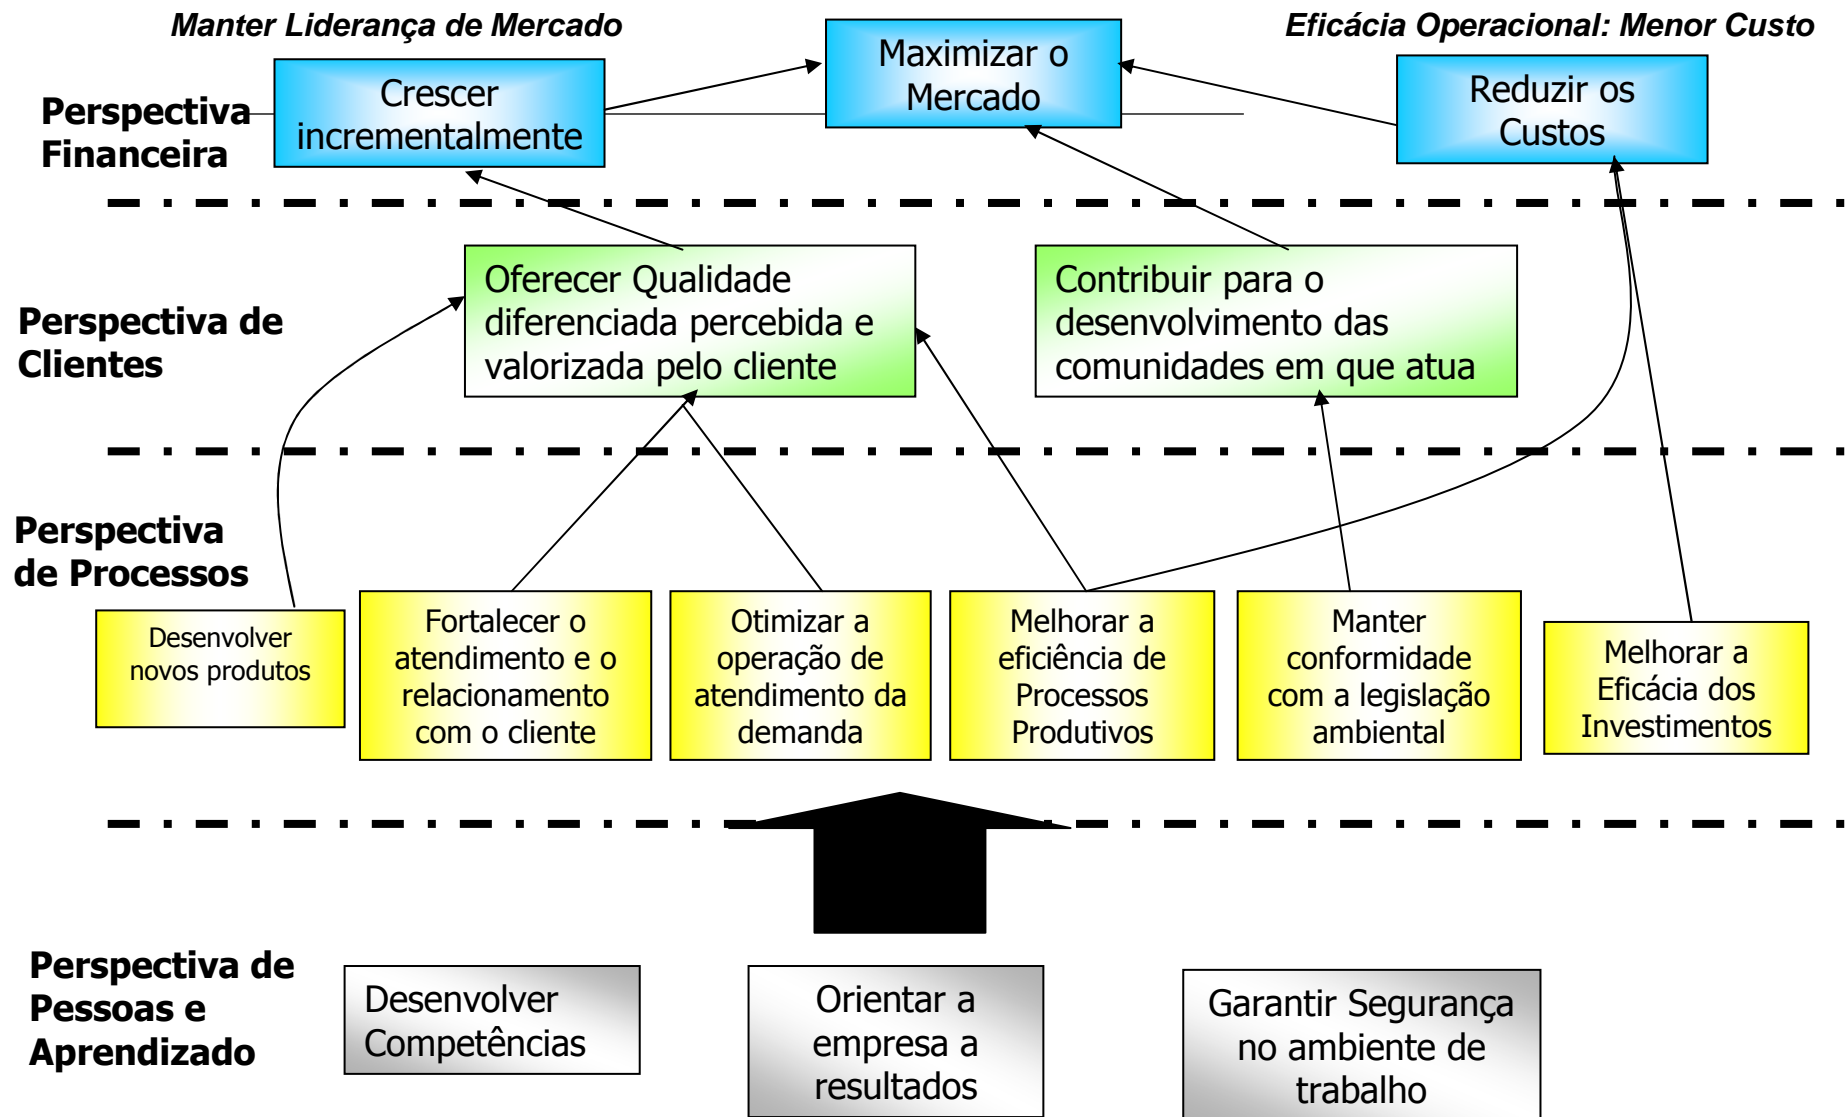 Manter Liderança de Mercado
Eficácia Operacional: Menor Custo
Perspectiva
Financeira
Crescer
incrementalmente
Maximizar o
Mercado
Reduzir os
Custos
Perspectiva de
Clientes
Oferecer Qualidade
diferenciada percebida e
valorizada pelo cliente
Contribuir para o
desenvolvimento das
comunidades em que atua
Perspectiva
de Processos
Desenvolver
novos produtos
Fortalecer o
atendimento e o
relacionamento
com o cliente
Otimizar a
operação de
atendimento da
demanda
Melhorar a
eficiência de
Processos
Produtivos
Manter
conformidade
com a legislação
ambiental
Melhorar a
Eficácia dos
Investimentos
Perspectiva de
Pessoas e
Aprendizado
Desenvolver
Competências
Orientar a
empresa a
resultados
Garantir Segurança
no ambiente de
trabalho